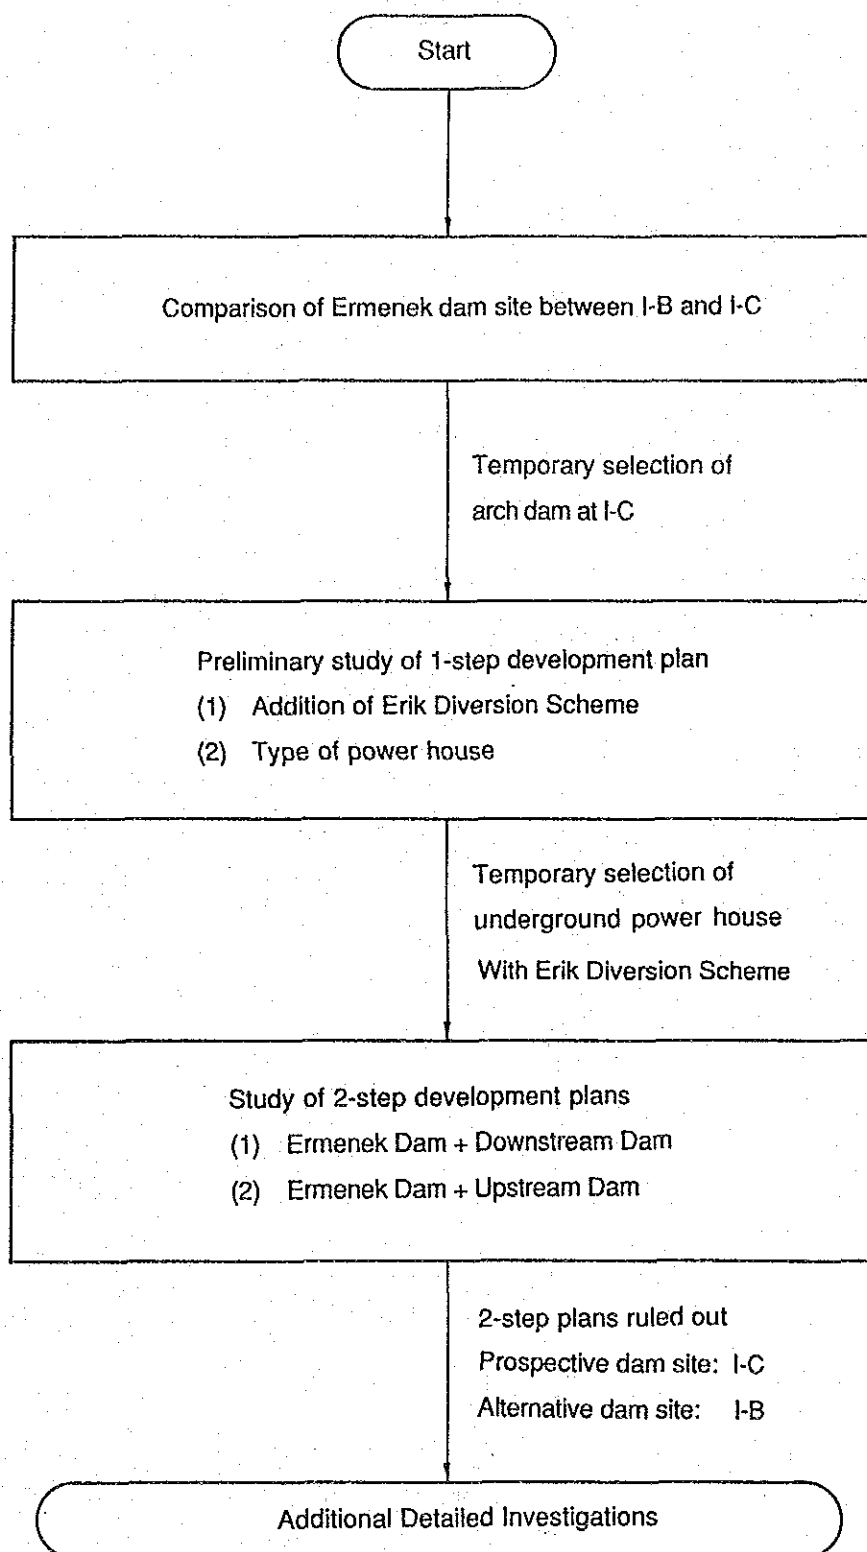 Start
Comparison of Ermenek dam site between I-B and I-C
Temporary selection of
arch dam at I-C
Preliminary study of 1-step development plan
(1) Addition of Erik Diversion Scheme
(2) Type of power house
Temporary selection of
underground power house
With Erik Diversion Scheme
Study of 2-step development plans
(1) Ermenek Dam + Downstream Dam
(2) Ermenek Dam + Upstream Dam
2-step plans ruled out
Prospective dam site: I-C
Alternative dam site: I-B
Additional Detailed Investigations